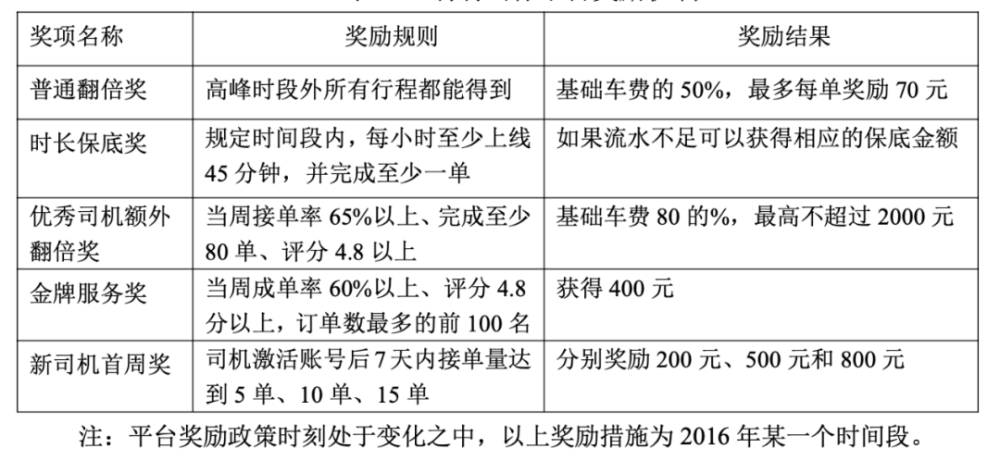 奖项名称 奖励规则 奖励结果
普通翻倍奖 高峰时段外所有行程都能得到 基础车费的 50%，最多每单奖励 70 元
时长保底奖 规定时间段内，每小时至少上线 如果流水不足可以获得相应的保底金额
45 分钟，并完成至少一单
优秀司机额外 当周接单率 65%以上、完成至少 基础车费 80 的%，最高不超过 2000 元
翻倍奖 80 单、评分 4.8 以上
金牌服务奖 当周成单率 60%以上、评分 4.8 获得 400 元
分以上，订单数最多的前 100 名
新司机首周奖 司机激活账号后 7 天内接单量达 分别奖励 200 元、500 元和 800 元
到 5 单、10 单、15 单
注：平台奖励政策时刻处于变化之中，以上奖励措施为 2016 年某一个时间段。